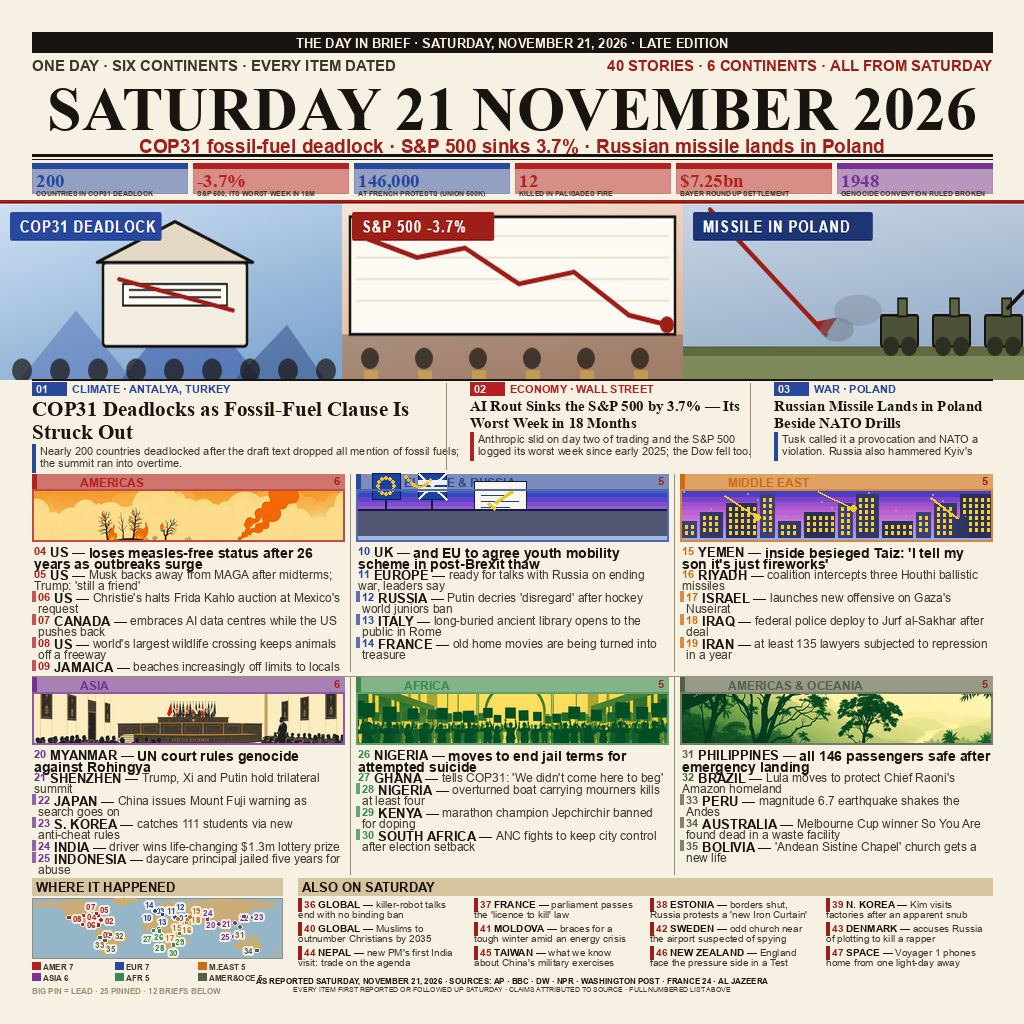 THE DAY IN BRIEF · SATURDAY, NOVEMBER 21, 2026 · LATE EDITION
ONE DAY · SIX CONTINENTS · EVERY ITEM DATED
40 STORIES · 6 CONTINENTS · ALL FROM SATURDAY
SATURDAY 21 NOVEMBER 2026
COP31 fossil-fuel deadlock · S&P 500 sinks 3.7% · Russian missile lands in Poland
200
COUNTRIES IN COP31 DEADLOCK
-3.7%
S&P 500, ITS WORST WEEK IN 18M
146,000
AT FRENCH PROTESTS (UNION 500K)
12
KILLED IN PALISADES FIRE
$7.25bn
BAYER ROUNDUP SETTLEMENT
1948
GENOCIDE CONVENTION RULED BROKEN
COP31 DEADLOCK
S&P 500 -3.7%
MISSILE IN POLAND
01 CLIMATE · ANTALYA, TURKEY
COP31 Deadlocks as Fossil-Fuel Clause Is
Struck Out
Nearly 200 countries deadlocked after the draft text dropped all mention of fossil fuels;
the summit ran into overtime.
02 ECONOMY · WALL STREET
AI Rout Sinks the S&P 500 by 3.7% — Its
Worst Week in 18 Months
Anthropic slid on day two of trading and the S&P 500
logged its worst week since early 2025; the Dow fell too.
03 WAR · POLAND
Russian Missile Lands in Poland
Beside NATO Drills
Tusk called it a provocation and NATO a
violation. Russia also hammered Kyiv's
AMERICAS 6
04 US — loses measles-free status after 26
years as outbreaks surge
05 US — Musk backs away from MAGA after midterms;
Trump: 'still a friend'
06 US — Christie's halts Frida Kahlo auction at Mexico's
request
07 CANADA — embraces AI data centres while the US
pushes back
08 US — world's largest wildlife crossing keeps animals
off a freeway
09 JAMAICA — beaches increasingly off limits to locals
& RUSSIA 5
10 UK — and EU to agree youth mobility
scheme in post-Brexit thaw
11 EUROPE — ready for talks with Russia on ending
war, leaders say
12 RUSSIA — Putin decries 'disregard' after hockey
world juniors ban
13 ITALY — long-buried ancient library opens to the
public in Rome
14 FRANCE — old home movies are being turned into
treasure
MIDDLE EAST 5
15 YEMEN — inside besieged Taiz: 'I tell my
son it's just fireworks'
16 RIYADH — coalition intercepts three Houthi ballistic
missiles
17 ISRAEL — launches new offensive on Gaza's
Nuseirat
18 IRAQ — federal police deploy to Jurf al-Sakhar after
deal
19 IRAN — at least 135 lawyers subjected to repression
in a year
ASIA 6
20 MYANMAR — UN court rules genocide
against Rohingya
21 SHENZHEN — Trump, Xi and Putin hold trilateral
summit
22 JAPAN — China issues Mount Fuji warning as
search goes on
23 S. KOREA — catches 111 students via new
anti-cheat rules
24 INDIA — driver wins life-changing $1.3m lottery prize
25 INDONESIA — daycare principal jailed five years for
abuse
AFRICA 5
26 NIGERIA — moves to end jail terms for
attempted suicide
27 GHANA — tells COP31: 'We didn't come here to beg'
28 NIGERIA — overturned boat carrying mourners kills
at least four
29 KENYA — marathon champion Jepchirchir banned
for doping
30 SOUTH AFRICA — ANC fights to keep city control
after election setback
AMERICAS & OCEANIA 5
31 PHILIPPINES — all 146 passengers safe after
emergency landing
32 BRAZIL — Lula moves to protect Chief Raoni's
Amazon homeland
33 PERU — magnitude 6.7 earthquake shakes the
Andes
34 AUSTRALIA — Melbourne Cup winner So You Are
found dead in a waste facility
35 BOLIVIA — 'Andean Sistine Chapel' church gets a
new life
WHERE IT HAPPENED
AMER 7
EUR 7
M.EAST 5
ASIA 6
AFR 5
AMER&OCE 5
BIG PIN = LEAD · 25 PINNED · 12 BRIEFS BELOW
ALSO ON SATURDAY
36 GLOBAL — killer-robot talks
end with no binding ban
37 FRANCE — parliament passes
the 'licence to kill' law
38 ESTONIA — borders shut,
Russia protests a 'new Iron Curtain'
39 N. KOREA — Kim visits
factories after an apparent snub
40 GLOBAL — Muslims to
outnumber Christians by 2035
41 MOLDOVA — braces for a
tough winter amid an energy crisis
42 SWEDEN — odd church near
the airport suspected of spying
43 DENMARK — accuses Russia
of plotting to kill a rapper
44 NEPAL — new PM's first India
visit: trade on the agenda
45 TAIWAN — what we know
about China's military exercises
46 NEW ZEALAND — England
face the pressure side in a Test
47 SPACE — Voyager 1 phones
home from one light-day away
AS REPORTED SATURDAY, NOVEMBER 21, 2026 · SOURCES: AP · BBC · DW · NPR · WASHINGTON POST · FRANCE 24 · AL JAZEERA
EVERY ITEM FIRST REPORTED OR FOLLOWED UP SATURDAY · CLAIMS ATTRIBUTED TO SOURCE · FULL NUMBERED LIST ABOVE